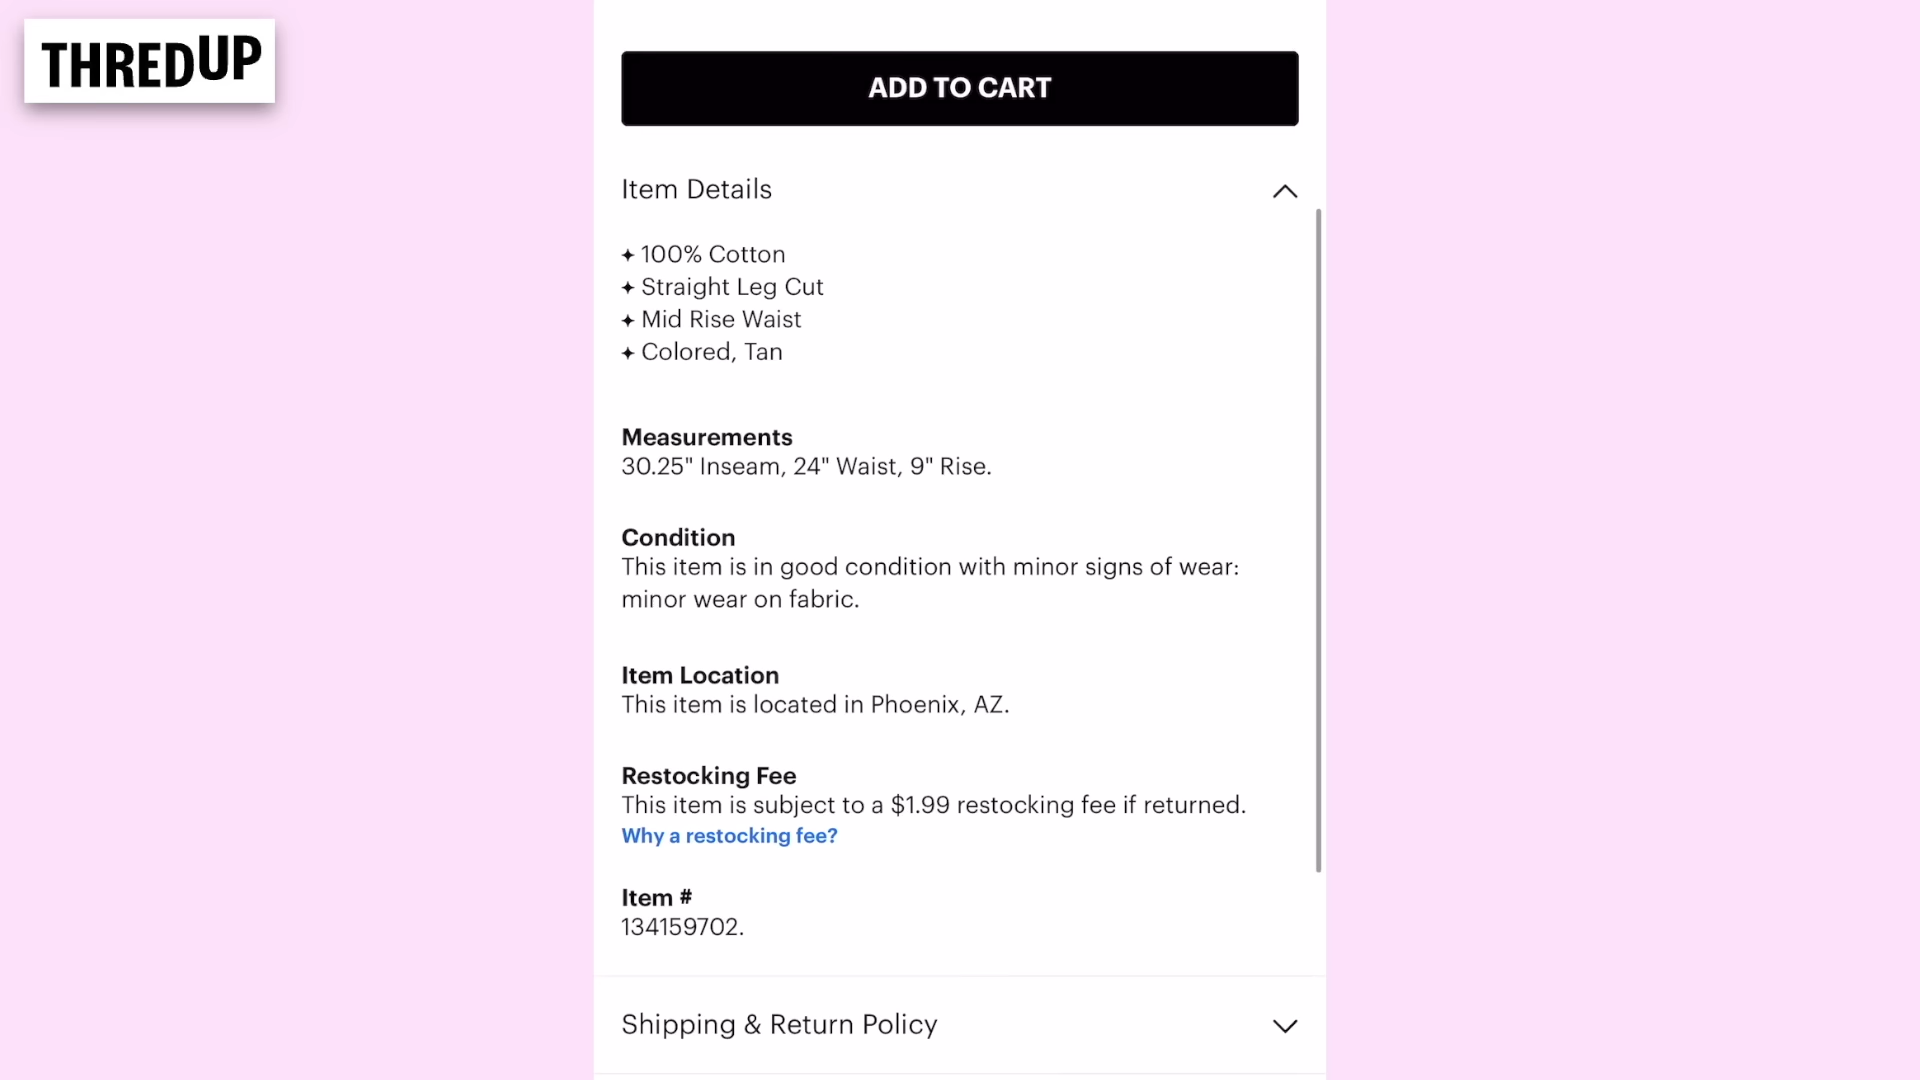 THREDUP
ADD TO CART
Item Details
✦ 100% Cotton
✦ Straight Leg Cut
✦ Mid Rise Waist
✦ Colored, Tan
Measurements
30.25" Inseam, 24" Waist, 9" Rise.
Condition
This item is in good condition with minor signs of wear:
minor wear on fabric.
Item Location
This item is located in Phoenix, AZ.
Restocking Fee
This item is subject to a $1.99 restocking fee if returned.
Why a restocking fee?
Item #
134159702.
Shipping & Return Policy